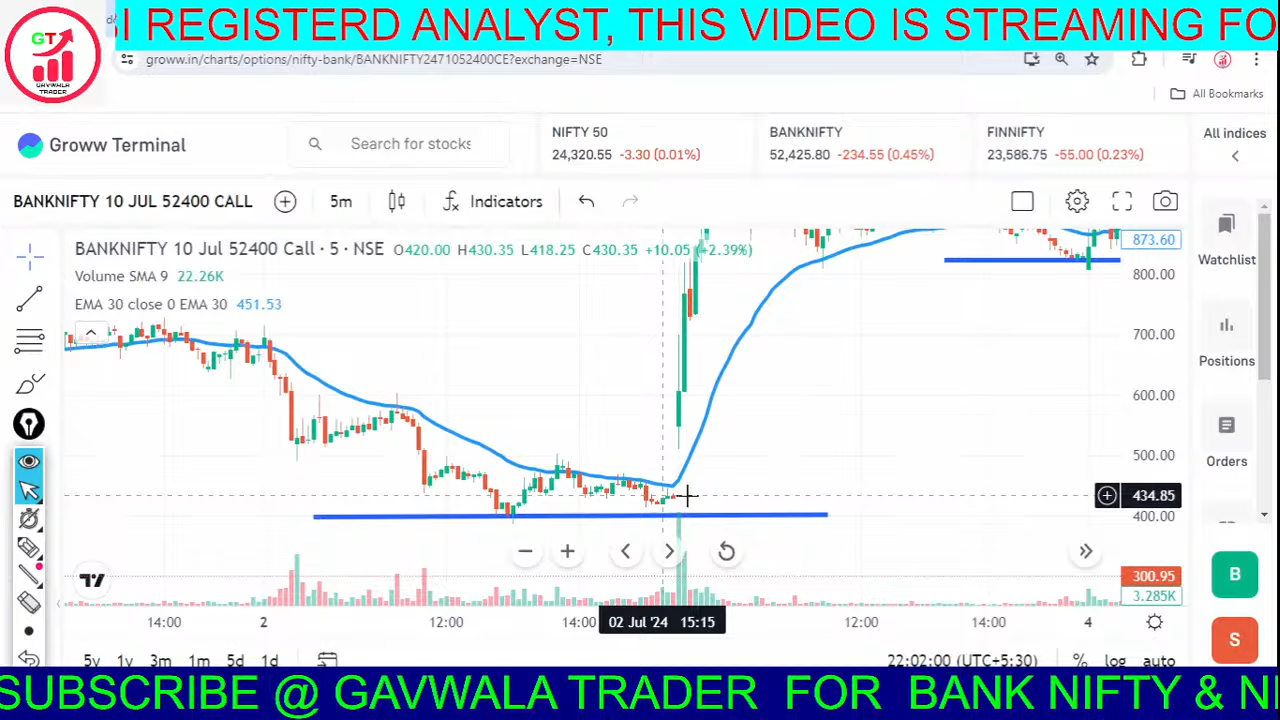 I REGISTERD ANALYST, THIS VIDEO IS STREAMING FO
GT
GAVWALA
TRADER
groww.in/charts/options/nifty-bank/BANKNIFTY2471052400CE?exchange=NSE
All Bookmarks
Groww Terminal
Search for stocks
NIFTY 50
24,320.55 -3.30 (0.01%)
BANKNIFTY
52,425.80 -234.55 (0.45%)
FINNIFTY
23,586.75 -55.00 (0.23%)
All indices
BANKNIFTY 10 JUL 52400 CALL
5m
Indicators
BANKNIFTY 10 Jul 52400 Call · 5 · NSE O420.00 H430.35 L418.25 C430.35 +10.05 (+2.39%)
Volume SMA 9 22.26K
EMA 30 close 0 EMA 30 451.53
873.60
800.00
700.00
600.00
500.00
434.85
400.00
300.95
3.285K
Watchlist
Positions
Orders
B
S
14:00 2 12:00 14:00 02 Jul '24 15:15 12:00 14:00 4
5y 1y 3m 1m 5d 1d 22:02:00 (UTC+5:30) % log auto
SUBSCRIBE @ GAVWALA TRADER FOR BANK NIFTY & NI